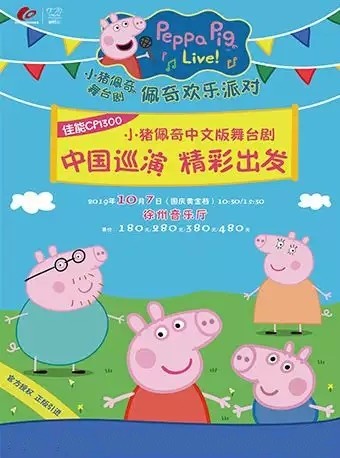 Peppa Pig
Live!
小猪佩奇
舞台剧
佩奇欢乐派对
佳能CP1300
小猪佩奇中文版舞台剧
中国巡演 精彩出发
2019年10月7日（国庆黄金档）10:30/12:30
徐州音乐厅
票价：180元/280元/380元/480元
官方授权 正版引进